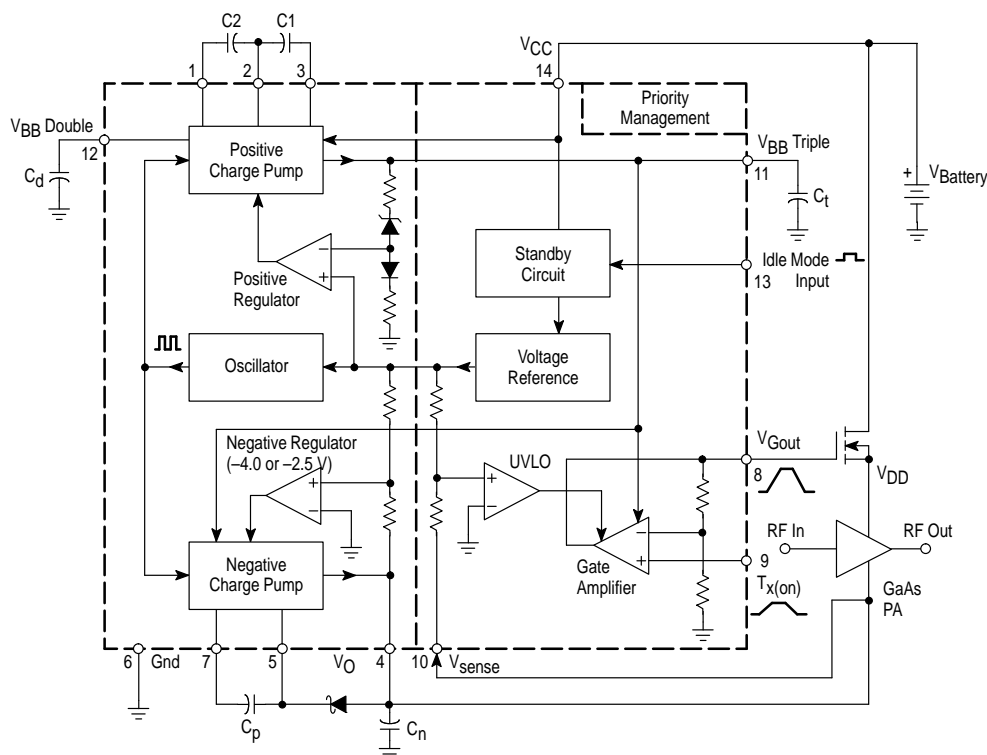 C2
C1
1
2
3
VCC
14
Priority
Management
VBB Double
12
Cd
Positive
Charge Pump
VBB Triple
11
Ct
+
VBattery
–
+
Positive
Regulator
Standby
Circuit
Idle Mode
Input
13
Oscillator
Voltage
Reference
Negative Regulator
(–4.0 or –2.5 V)
+
–
UVLO
+
–
VGout
8
VDD
Negative
Charge Pump
–
+
Gate
Amplifier
9
Tx(on)
RF In
RF Out
GaAs
PA
6
Gnd
7
5
VO
4
10
Vsense
Cp
Cn